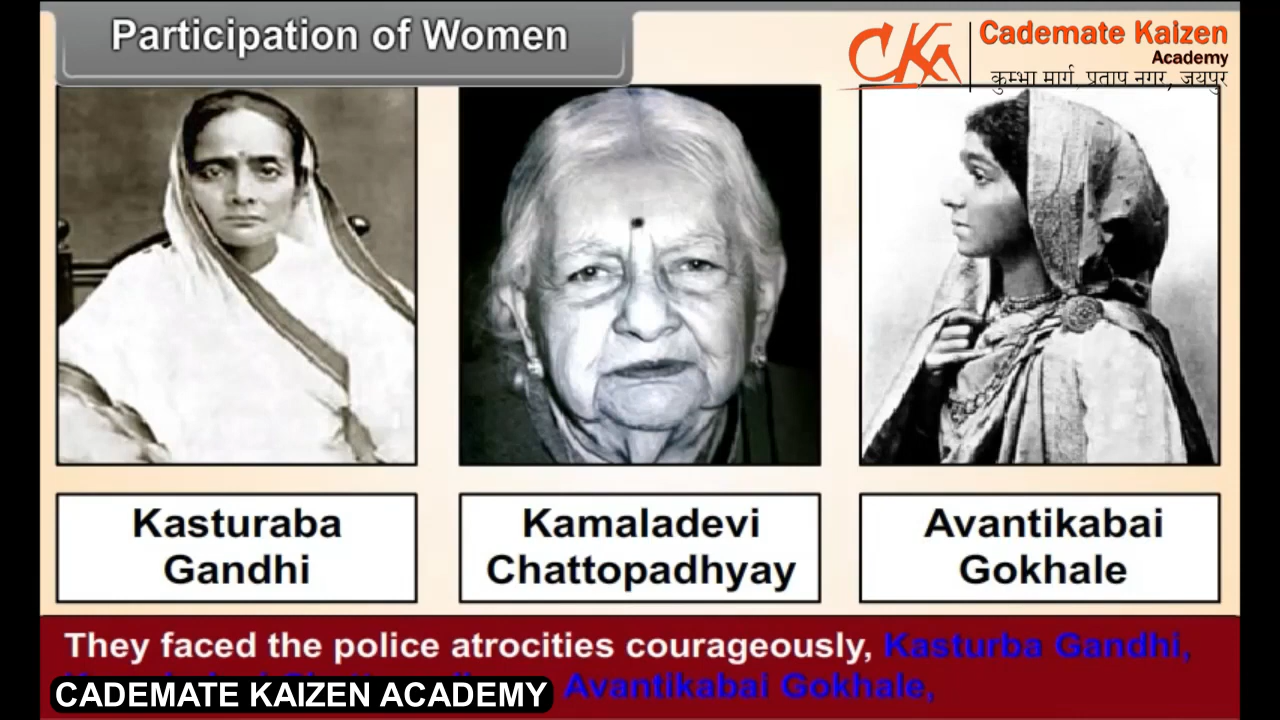 Participation of Women
CKA
Cademate Kaizen
Academy
कुम्भा मार्ग, प्रताप नगर, जयपुर
Kasturaba
Gandhi
Kamaladevi
Chattopadhyay
Avantikabai
Gokhale
They faced the police atrocities courageously, Kasturba Gandhi,
Avantikabai Gokhale,
CADEMATE KAIZEN ACADEMY